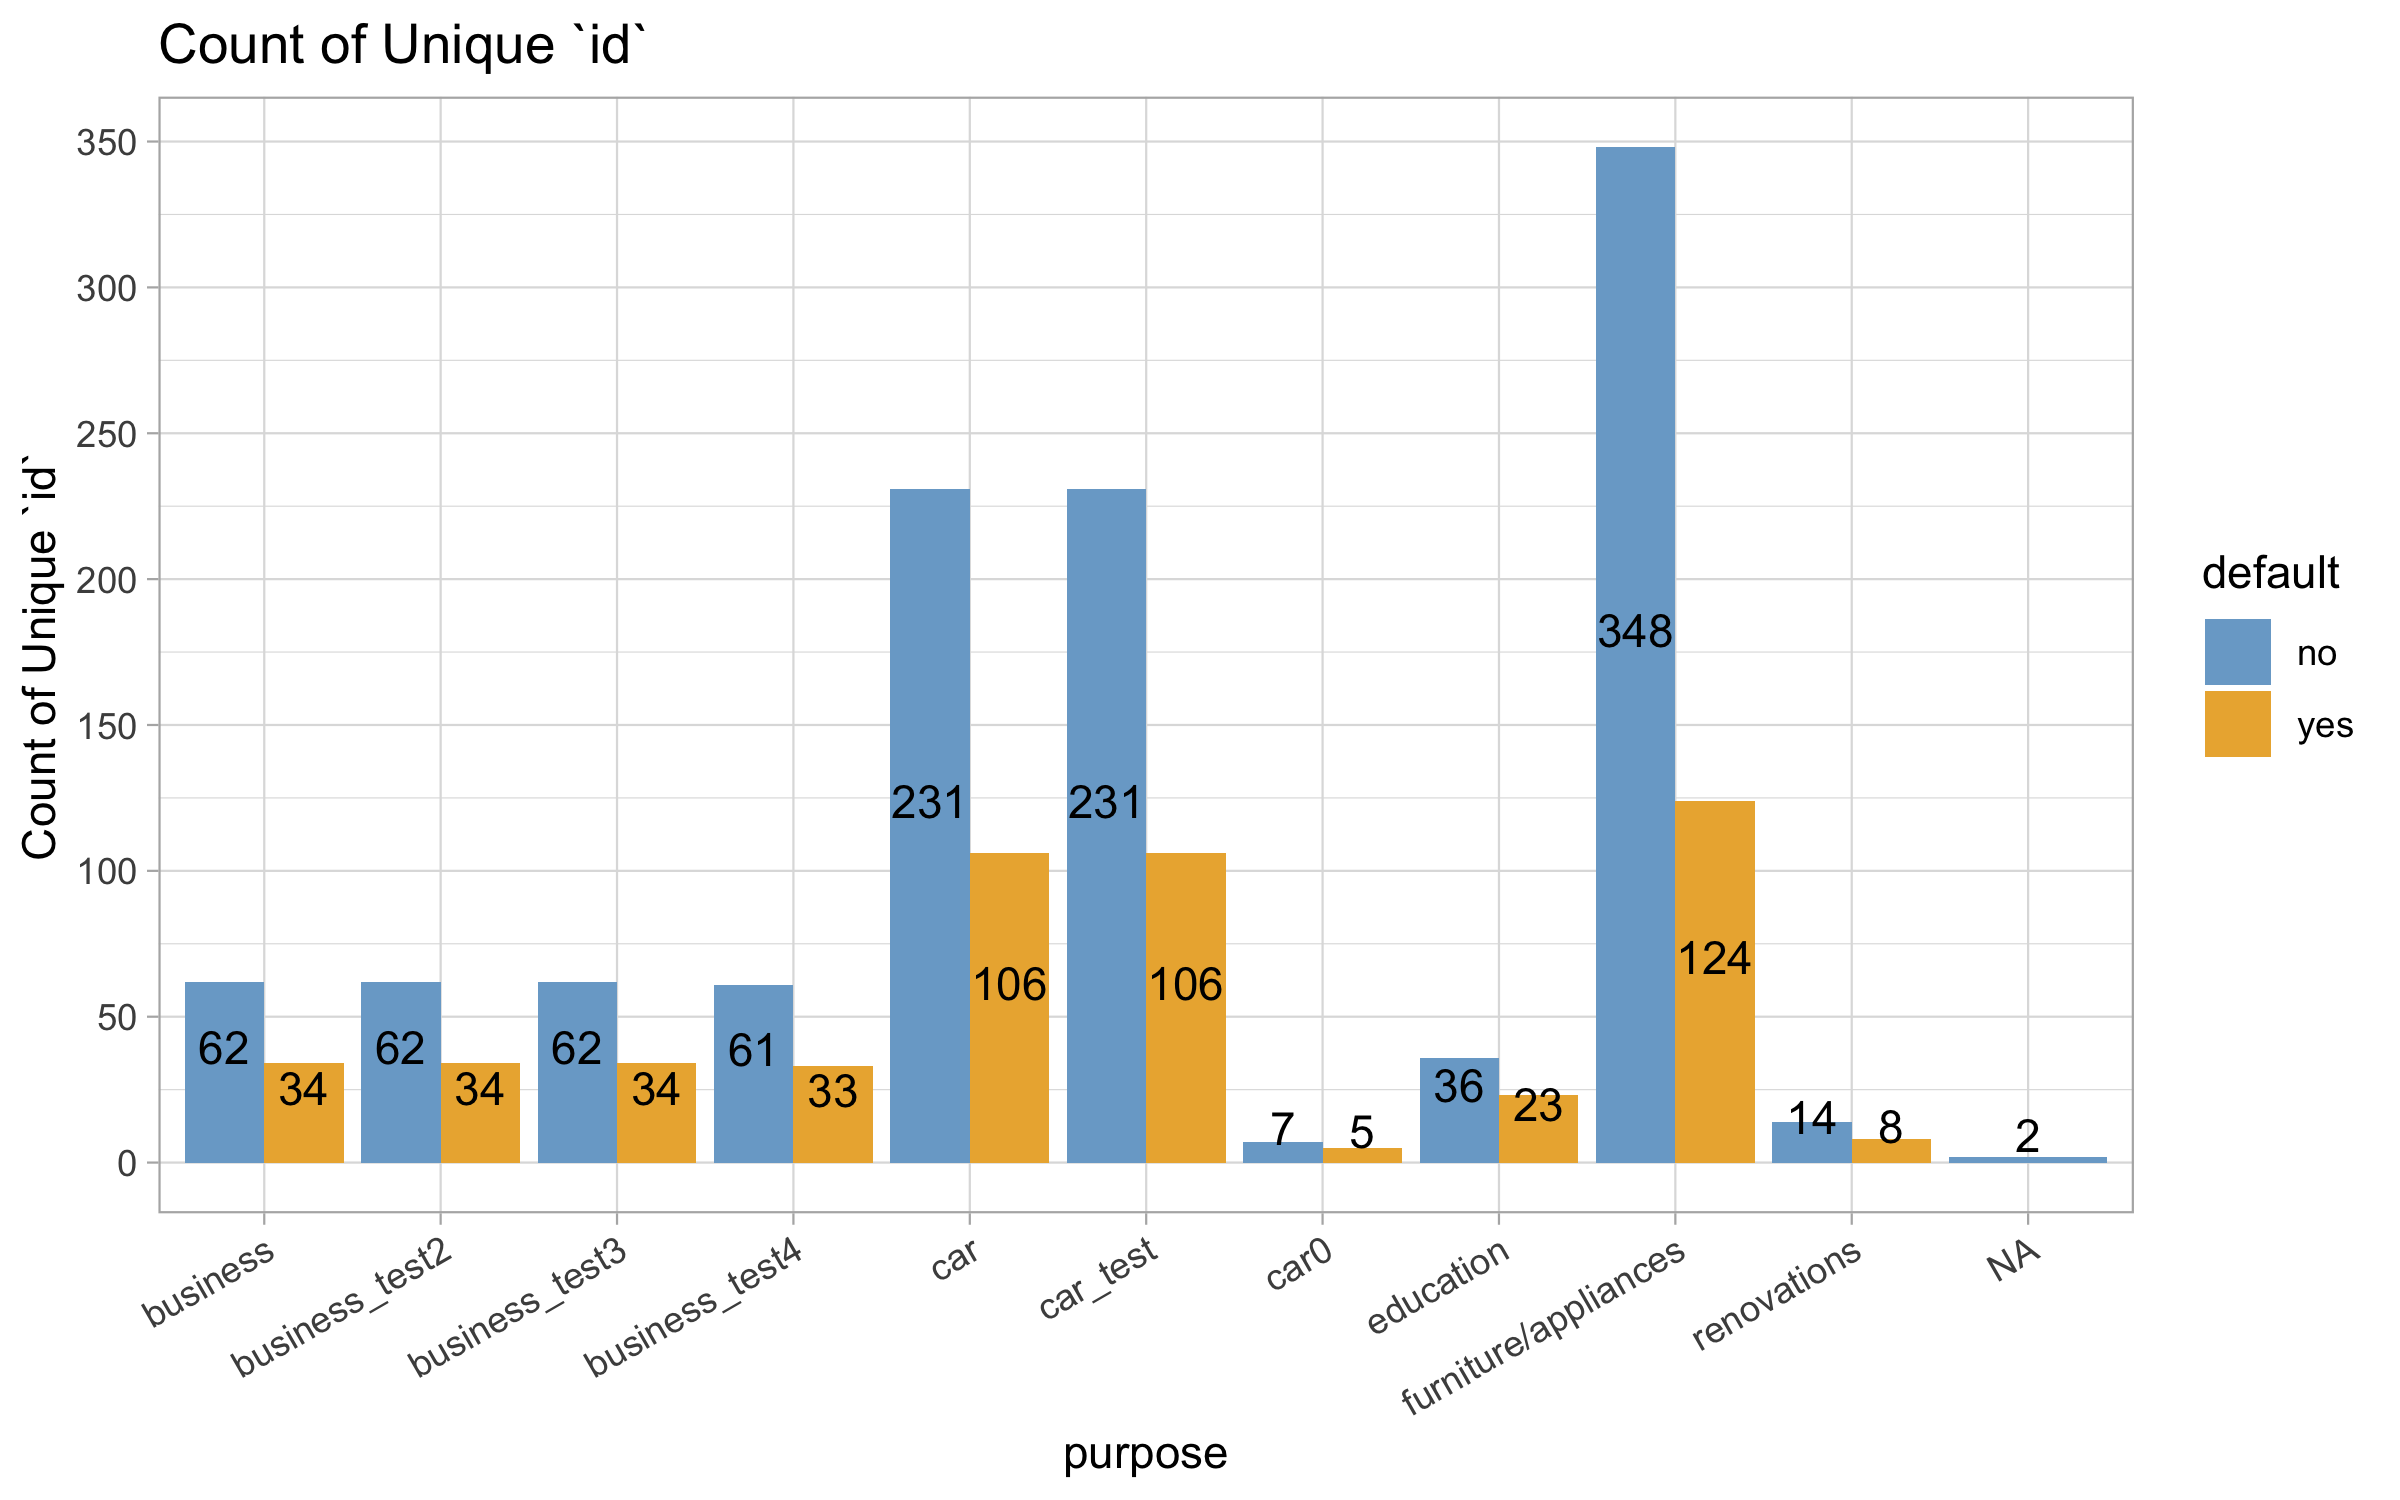 Count of Unique `id`
Count of Unique `id`
350
300
250
200
150
100
50
0
348
231
231
124
106
106
62
62
62
61
34
34
34
33
36
23
7
5
14
8
2
default
no
yes
business
business_test2
business_test3
business_test4
car
car_test
car0
education
furniture/appliances
renovations
NA
purpose